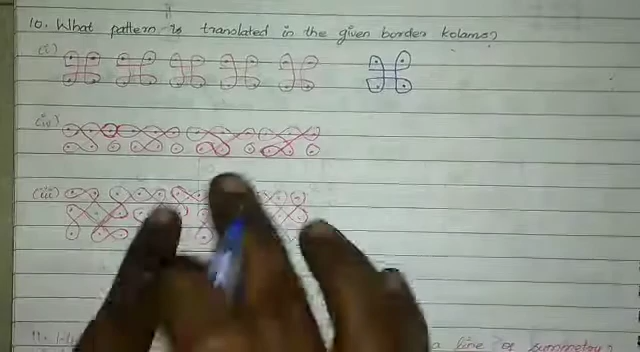 10. What pattern is translated in the given border kolams?
(i)
(ii)
(iii)
11.
a line of symmetry?